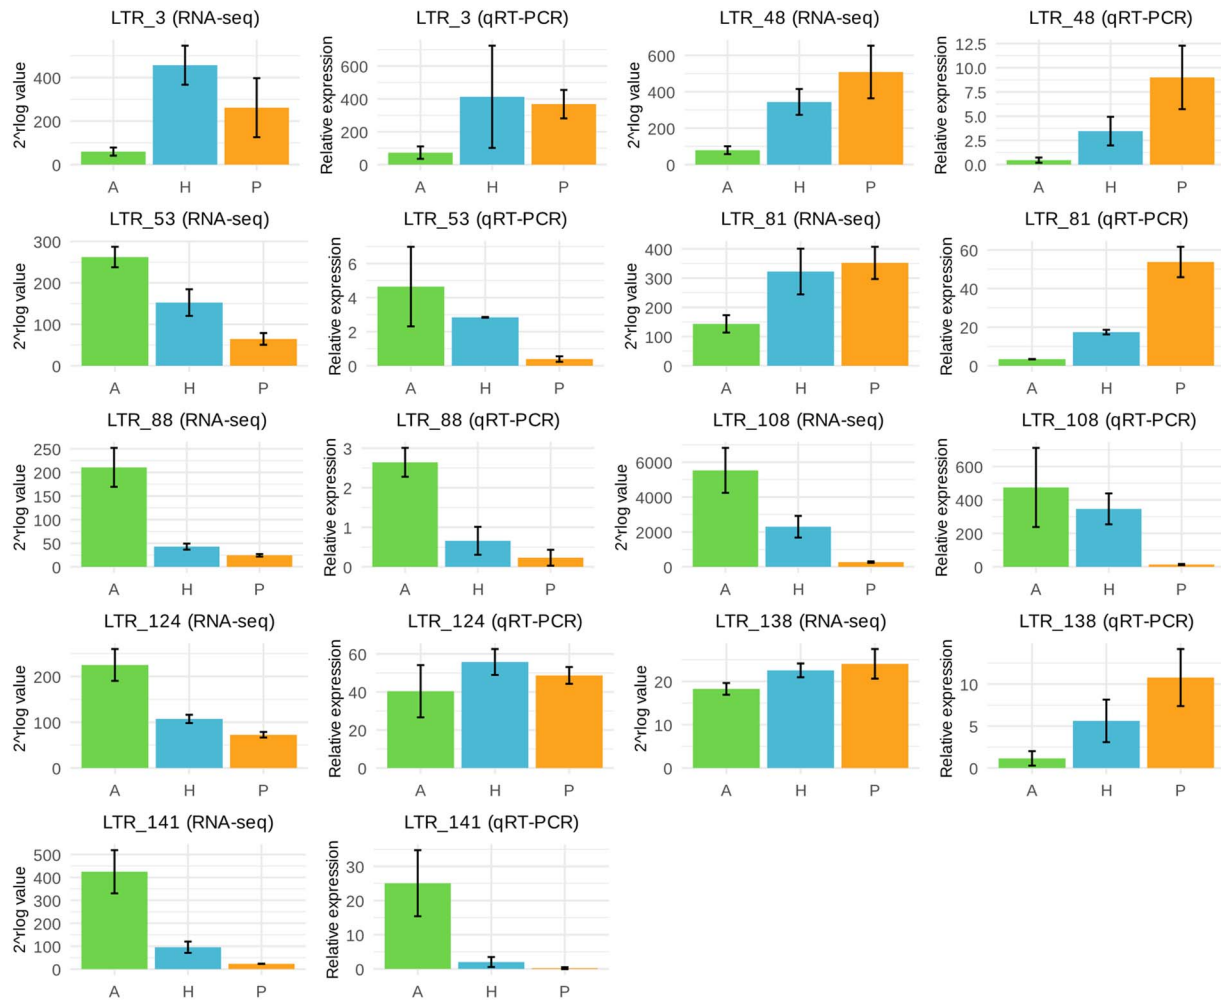 LTR_3 (RNA-seq)
2^rlog value
400
200
0
A H P
LTR_3 (qRT-PCR)
Relative expression
600
400
200
0
A H P
LTR_48 (RNA-seq)
2^rlog value
600
400
200
0
A H P
LTR_48 (qRT-PCR)
Relative expression
12.5
10.0
7.5
5.0
2.5
0.0
A H P
LTR_53 (RNA-seq)
2^rlog value
300
200
100
0
A H P
LTR_53 (qRT-PCR)
Relative expression
6
4
2
0
A H P
LTR_81 (RNA-seq)
2^rlog value
400
300
200
100
0
A H P
LTR_81 (qRT-PCR)
Relative expression
60
40
20
0
A H P
LTR_88 (RNA-seq)
2^rlog value
250
200
150
100
50
0
A H P
LTR_88 (qRT-PCR)
Relative expression
3
2
1
0
A H P
LTR_108 (RNA-seq)
2^rlog value
6000
4000
2000
0
A H P
LTR_108 (qRT-PCR)
Relative expression
600
400
200
0
A H P
LTR_124 (RNA-seq)
2^rlog value
200
100
0
A H P
LTR_124 (qRT-PCR)
Relative expression
60
40
20
0
A H P
LTR_138 (RNA-seq)
2^rlog value
20
10
0
A H P
LTR_138 (qRT-PCR)
Relative expression
10
5
0
A H P
LTR_141 (RNA-seq)
2^rlog value
500
400
300
200
100
0
A H P
LTR_141 (qRT-PCR)
Relative expression
30
20
10
0
A H P